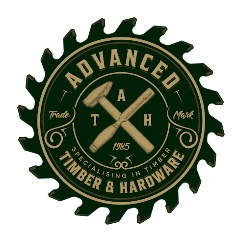 ADVANCED
A
Trade Mark
T H
1985
SPECIALISING IN TIMBER
TIMBER & HARDWARE